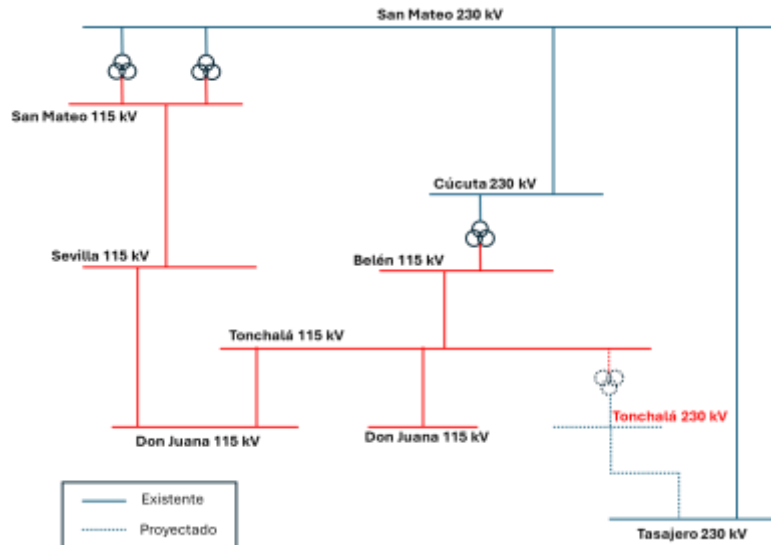 San Mateo 230 kV
San Mateo 115 kV
Cúcuta 230 kV
Sevilla 115 kV
Belén 115 kV
Tonchalá 115 kV
Tonchalá 230 kV
Don Juana 115 kV
Don Juana 115 kV
Existente
Proyectado
Tasajero 230 kV